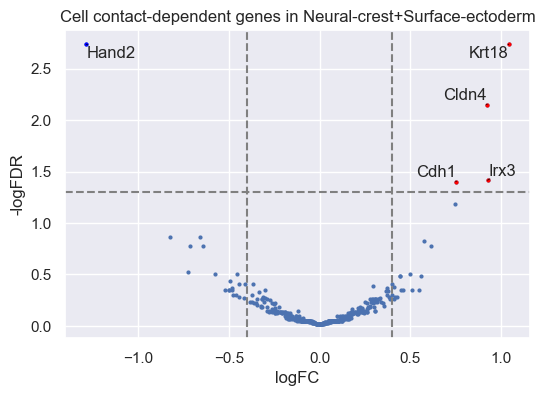 Cell contact-dependent genes in Neural-crest+Surface-ectoderm
Hand2
Krt18
Cldn4
Cdh1
Irx3
2.5
2.0
1.5
1.0
0.5
0.0
-logFDR
−1.0
−0.5
0.0
0.5
1.0
logFC